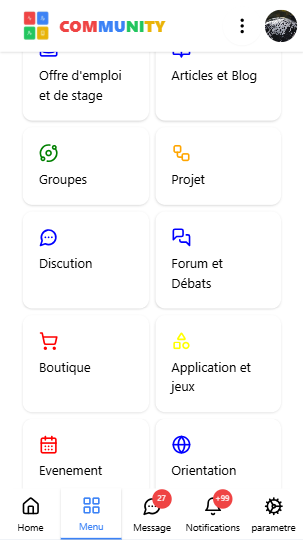 COMMUNITY
Offre d'emploi
et de stage
Articles et Blog
Groupes
Projet
Discution
Forum et
Débats
Boutique
Application et
jeux
Evenement
Orientation
27
+99
Home
Menu
Message
Notifications
parametre